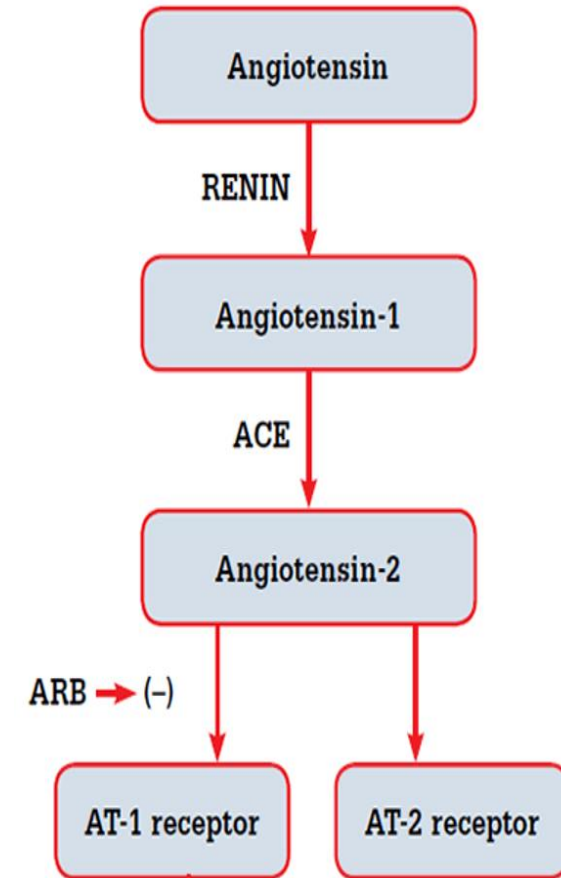 Angiotensin
RENIN
Angiotensin-1
ACE
Angiotensin-2
ARB → (–)
AT-1 receptor
AT-2 receptor